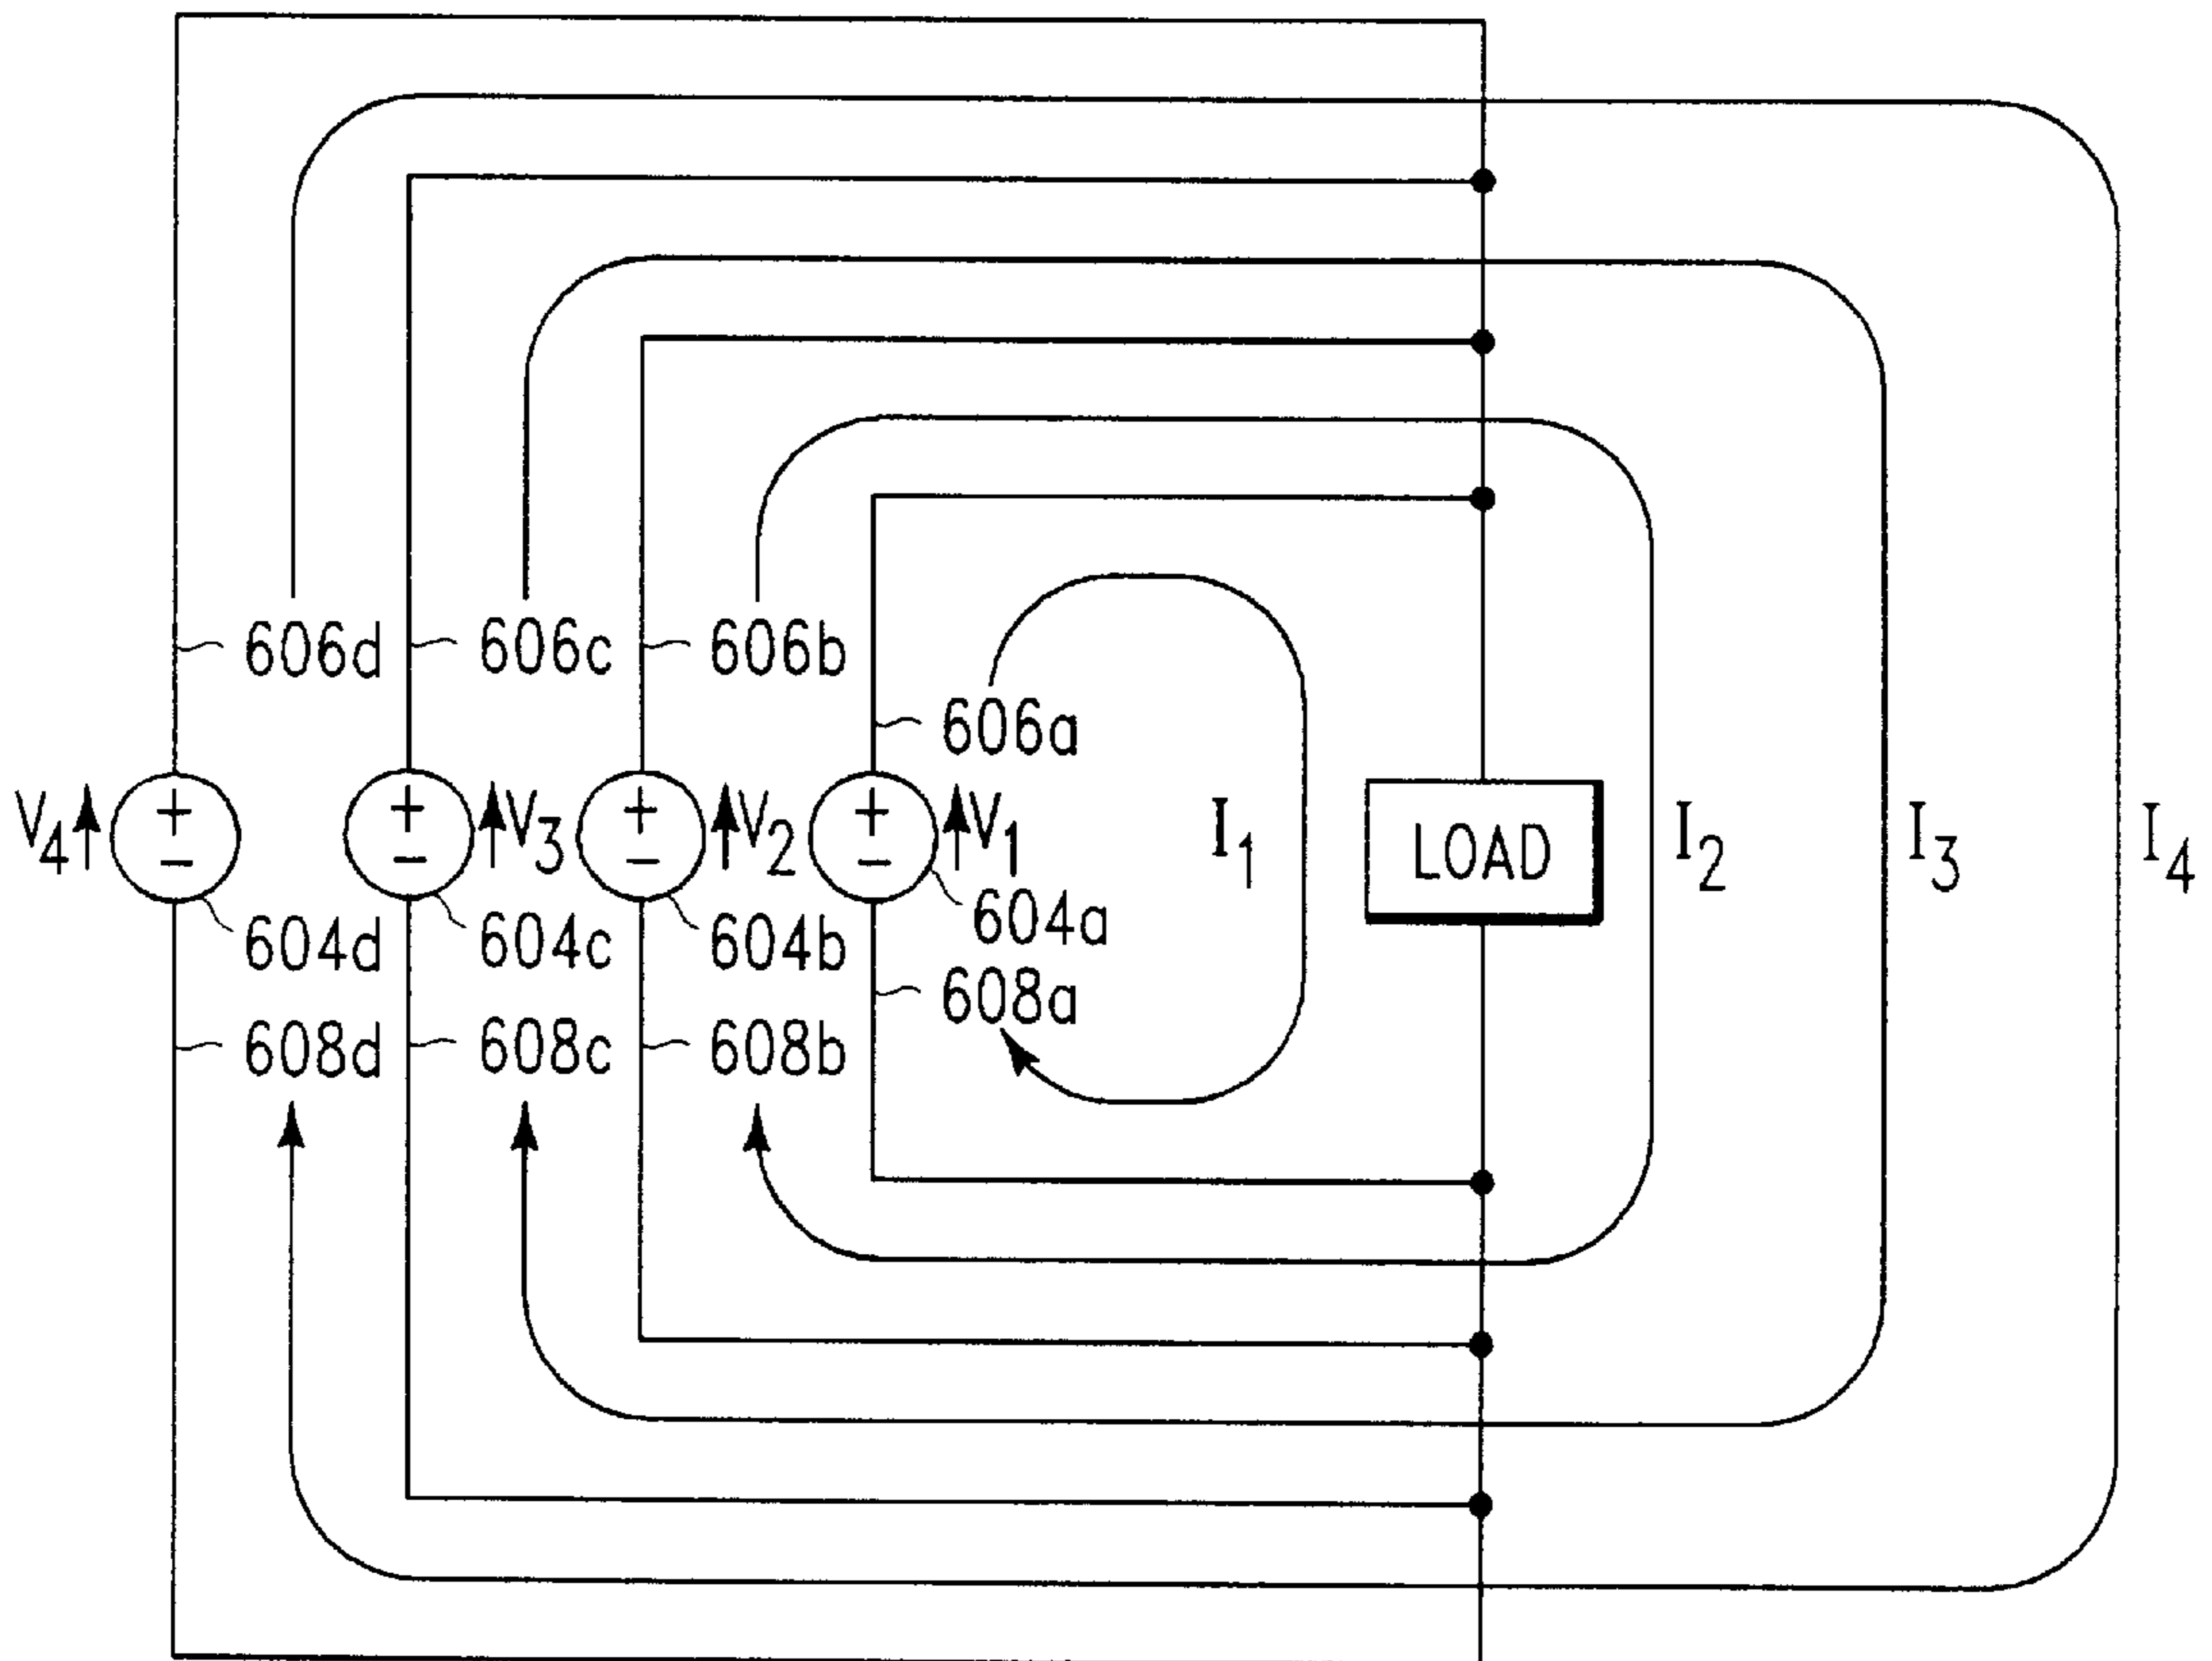 606d 606c 606b
606a
V4 + − + − V3 + − V2 + − V1 I1 LOAD I2 I3 I4
604d 604c 604b 604a
608a
608d 608c 608b